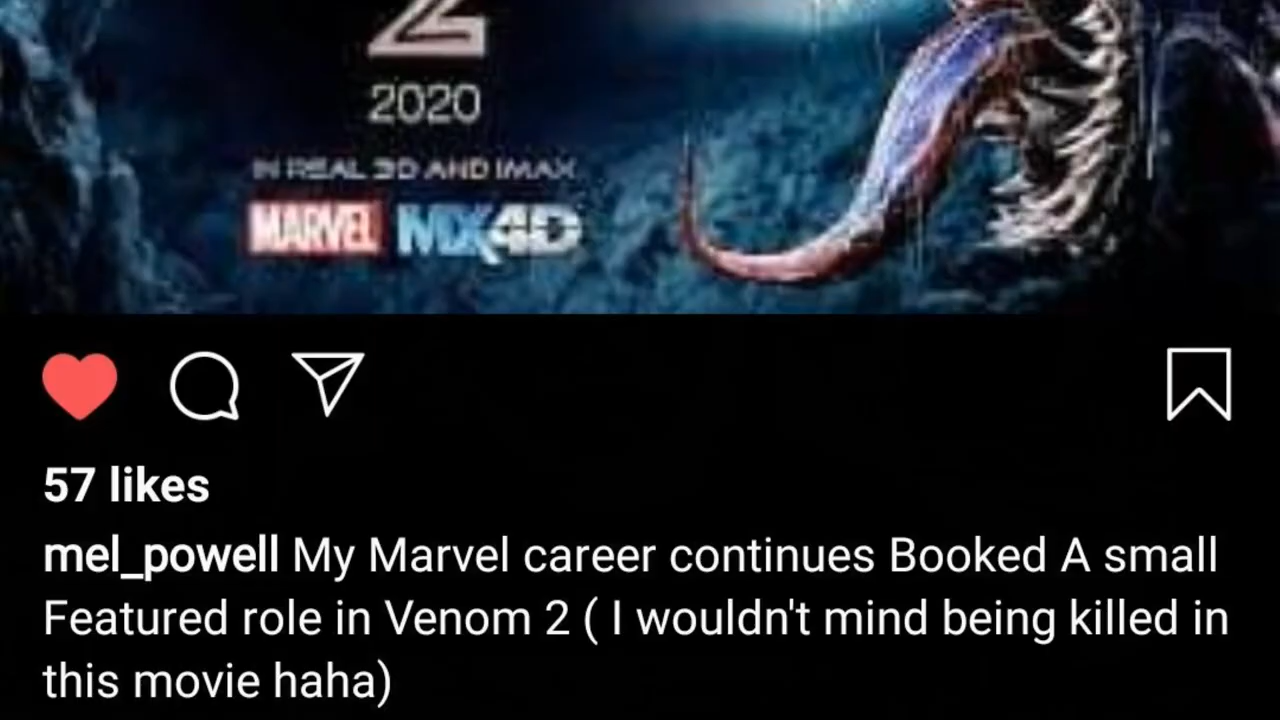 2
2020
IN REAL 3D AND IMAX
MARVEL MX4D
57 likes
mel_powell My Marvel career continues Booked A small
Featured role in Venom 2 ( I wouldn't mind being killed in
this movie haha)